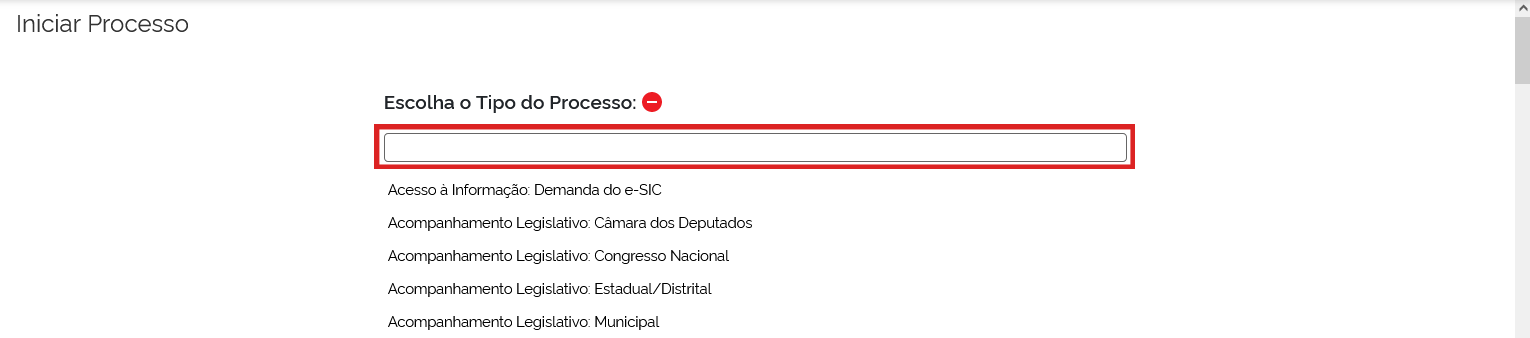 Iniciar Processo
Escolha o Tipo do Processo:
Acesso à Informação: Demanda do e-SIC
Acompanhamento Legislativo: Câmara dos Deputados
Acompanhamento Legislativo: Congresso Nacional
Acompanhamento Legislativo: Estadual/Distrital
Acompanhamento Legislativo: Municipal